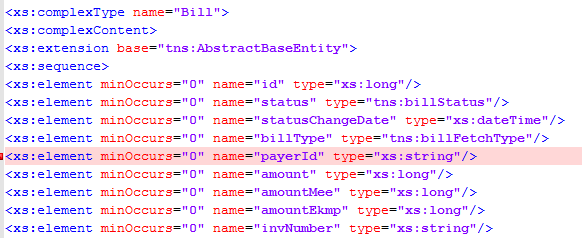 <xs:complexType name="Bill">
<xs:complexContent>
<xs:extension base="tns:AbstractBaseEntity">
<xs:sequence>
<xs:element minOccurs="0" name="id" type="xs:long"/>
<xs:element minOccurs="0" name="status" type="tns:billStatus"/>
<xs:element minOccurs="0" name="statusChangeDate" type="xs:dateTime"/>
<xs:element minOccurs="0" name="billType" type="tns:billFetchType"/>
<xs:element minOccurs="0" name="payerId" type="xs:string"/>
<xs:element minOccurs="0" name="amount" type="xs:long"/>
<xs:element minOccurs="0" name="amountMee" type="xs:long"/>
<xs:element minOccurs="0" name="amountEkmp" type="xs:long"/>
<xs:element minOccurs="0" name="invNumber" type="xs:string"/>